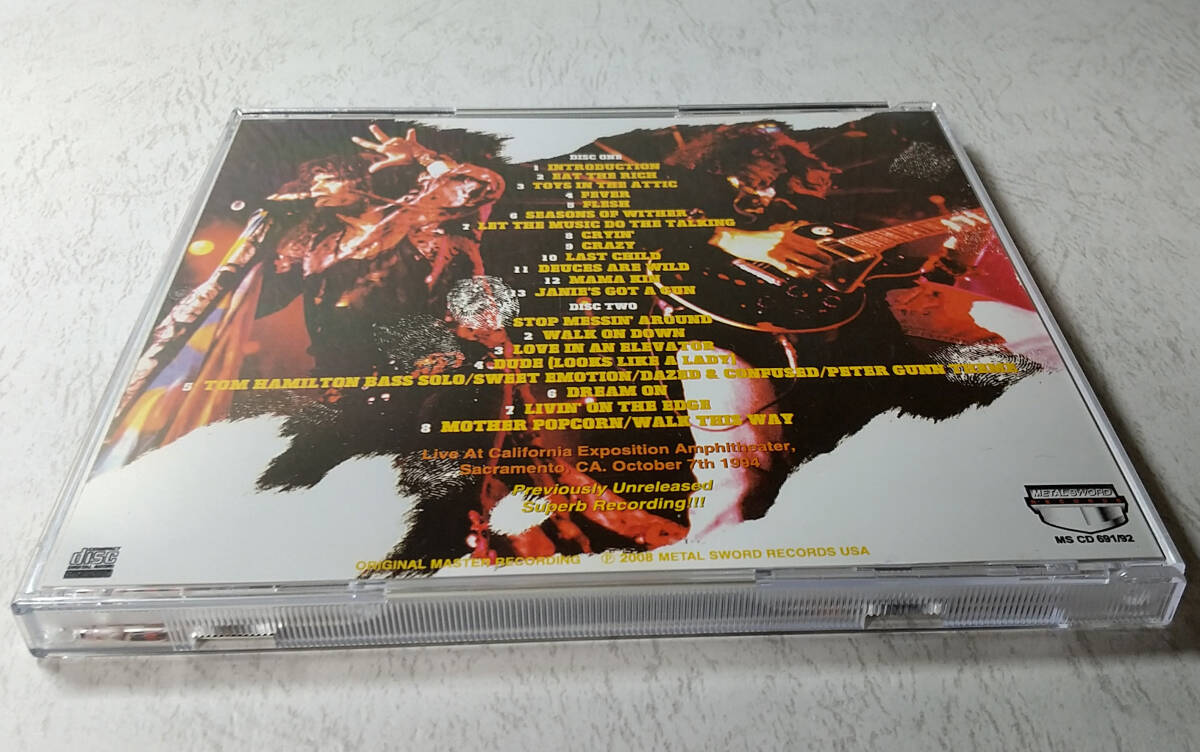 DISC ONE
1 INTRODUCTION
2 EAT THE RICH
3 TOYS IN THE ATTIC
4 FEVER
5 FLESH
6 SEASONS OF WITHER
7 LET THE MUSIC DO THE TALKING
8 CRYIN'
9 CRAZY
10 LAST CHILD
11 DEUCES ARE WILD
12 MAMA KIN
13 JANIE'S GOT A GUN
DISC TWO
STOP MESSIN' AROUND
2 WALK ON DOWN
3 LOVE IN AN ELEVATOR
4 DUDE (LOOKS LIKE A LADY)
5 TOM HAMILTON BASS SOLO/SWEET EMOTION/DAZED & CONFUSED/PETER GUNN THEME
6 DREAM ON
7 LIVIN' ON THE EDGE
8 MOTHER POPCORN/WALK THIS WAY
Live At California Exposition Amphitheater,
Sacramento, CA. October 7th 1994
Previously Unreleased
Superb Recording!!!
METAL SWORD
RECORDS
MS CD 691/92
disc
ORIGINAL MASTER RECORDING ℗ 2008 METAL SWORD RECORDS USA